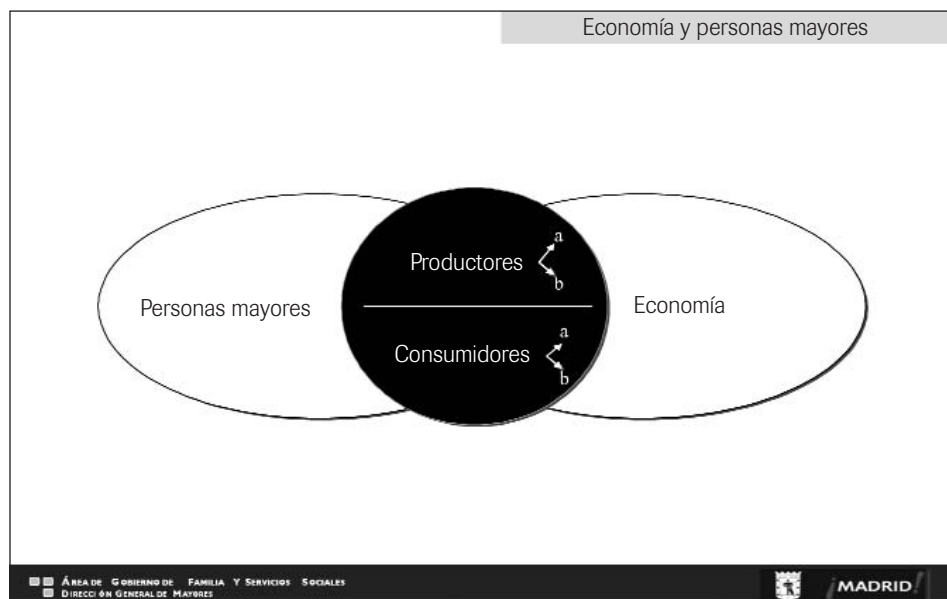 Economía y personas mayores
Productores
a
b
Personas mayores
Economía
Consumidores
a
b
ÁREA DE GOBIERNO DE FAMILIA Y SERVICIOS SOCIALES
DIRECCIÓN GENERAL DE MAYORES
¡MADRID!